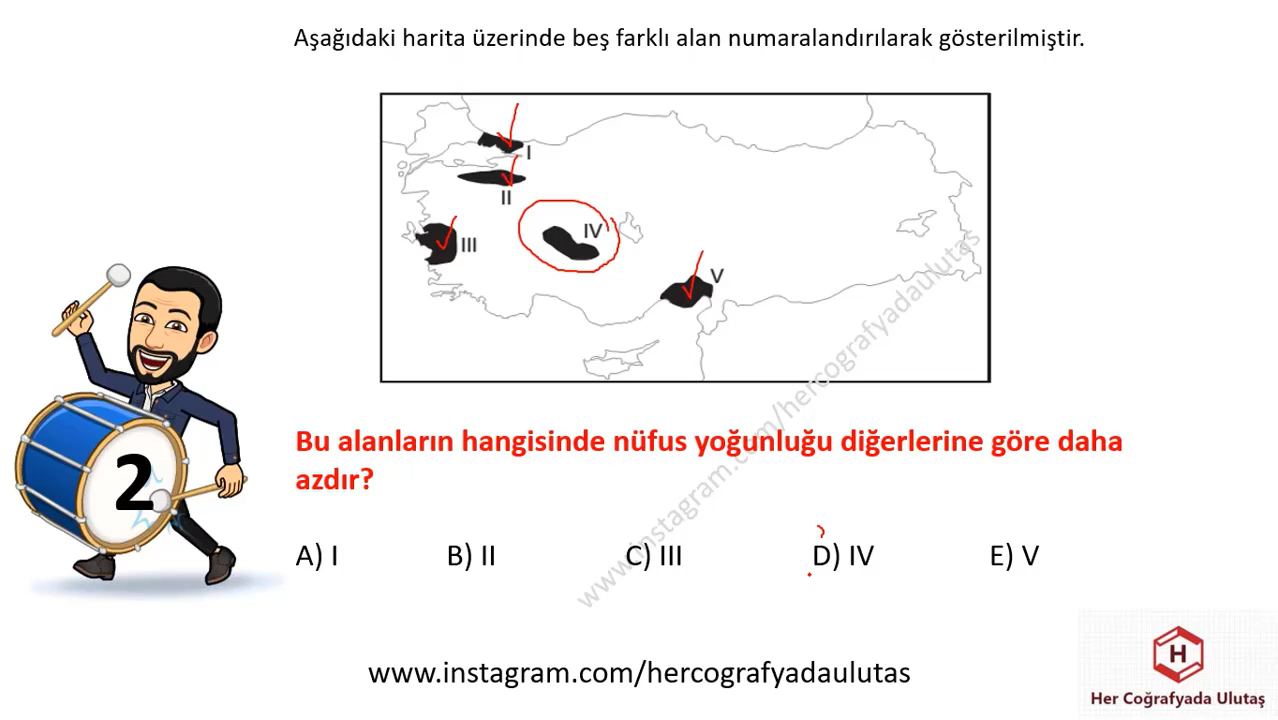 Aşağıdaki harita üzerinde beş farklı alan numaralandırılarak gösterilmiştir.
I
II
III
IV
V
2
Bu alanların hangisinde nüfus yoğunluğu diğerlerine göre daha
azdır?
A) I B) II C) III D) IV E) V
www.instagram.com/hercografyadaulutas
www.instagram.com/hercografyadaulutas
H
Her Coğrafyada Ulutaş